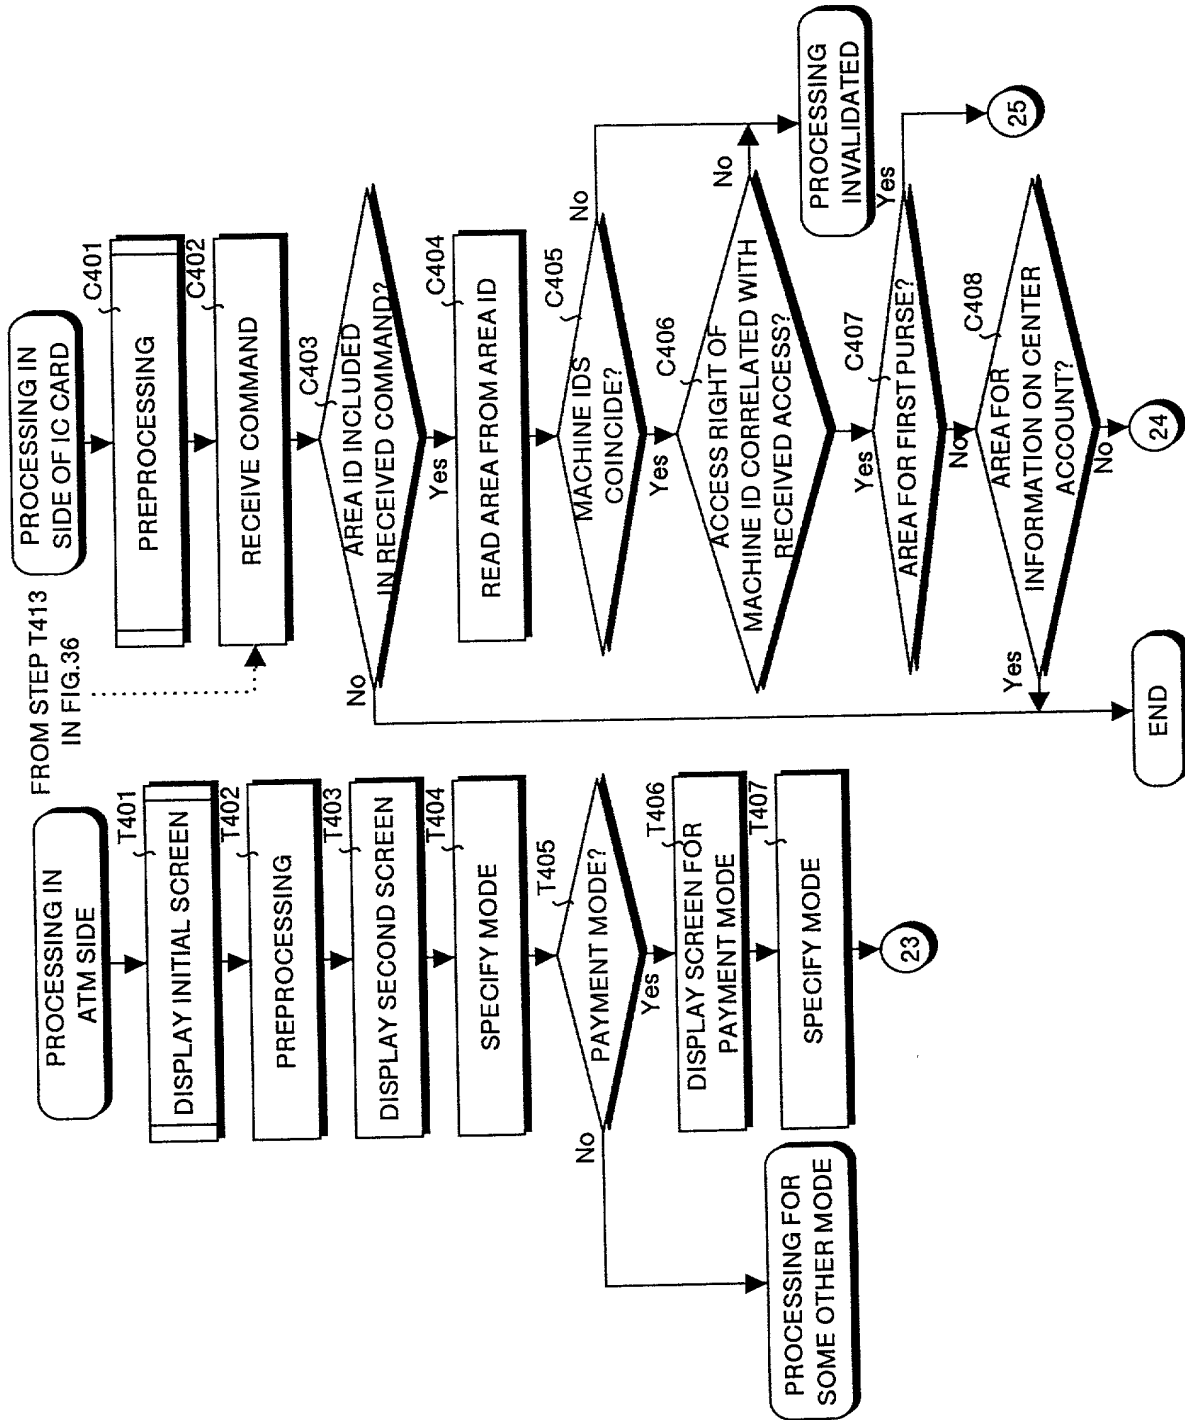 PROCESSING IN
ATM SIDE
T401
DISPLAY INITIAL SCREEN
T402
PREPROCESSING
T403
DISPLAY SECOND SCREEN
T404
SPECIFY MODE
T405
PAYMENT MODE?
No
Yes
T406
DISPLAY SCREEN FOR
PAYMENT MODE
T407
SPECIFY MODE
23
PROCESSING FOR
SOME OTHER MODE
FROM STEP T413
IN FIG.36
PROCESSING IN
SIDE OF IC CARD
C401
PREPROCESSING
C402
RECEIVE COMMAND
C403
AREA ID INCLUDED
IN RECEIVED COMMAND?
No
Yes
C404
READ AREA FROM AREA ID
C405
MACHINE IDS
COINCIDE?
No
Yes
C406
ACCESS RIGHT OF
MACHINE ID CORRELATED WITH
RECEIVED ACCESS?
No
Yes
PROCESSING
INVALIDATED
C407
AREA FOR FIRST PURSE?
Yes
No
25
C408
AREA FOR
INFORMATION ON CENTER
ACCOUNT?
Yes
No
24
END